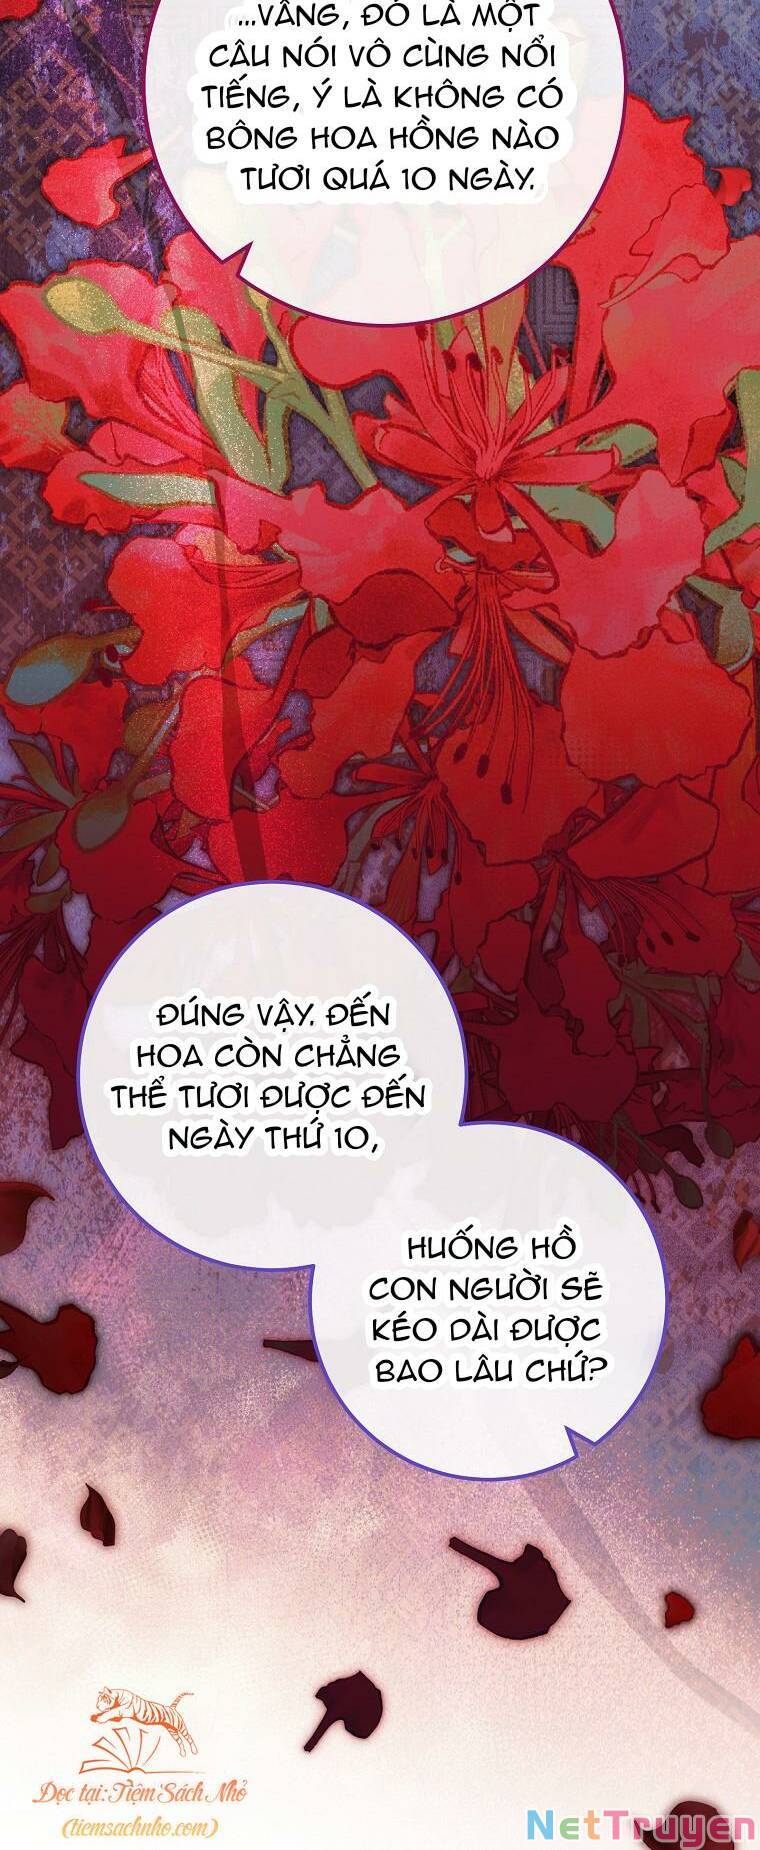 ...VÂNG, ĐÓ LÀ MỘT
CÂU NÓI VÔ CÙNG NỔI
TIẾNG, Ý LÀ KHÔNG CÓ
BÔNG HOA HỒNG NÀO
TƯƠI QUÁ 10 NGÀY.
ĐÚNG VẬY. ĐẾN
HOA CÒN CHẲNG
THỂ TƯƠI ĐƯỢC ĐẾN
NGÀY THỨ 10,
HUỐNG HỒ
CON NGƯỜI SẼ
KÉO DÀI ĐƯỢC
BAO LÂU CHỨ?
Đọc tại: Tiệm Sách Nhỏ
(tiemsachnho.com)
NetTruyen